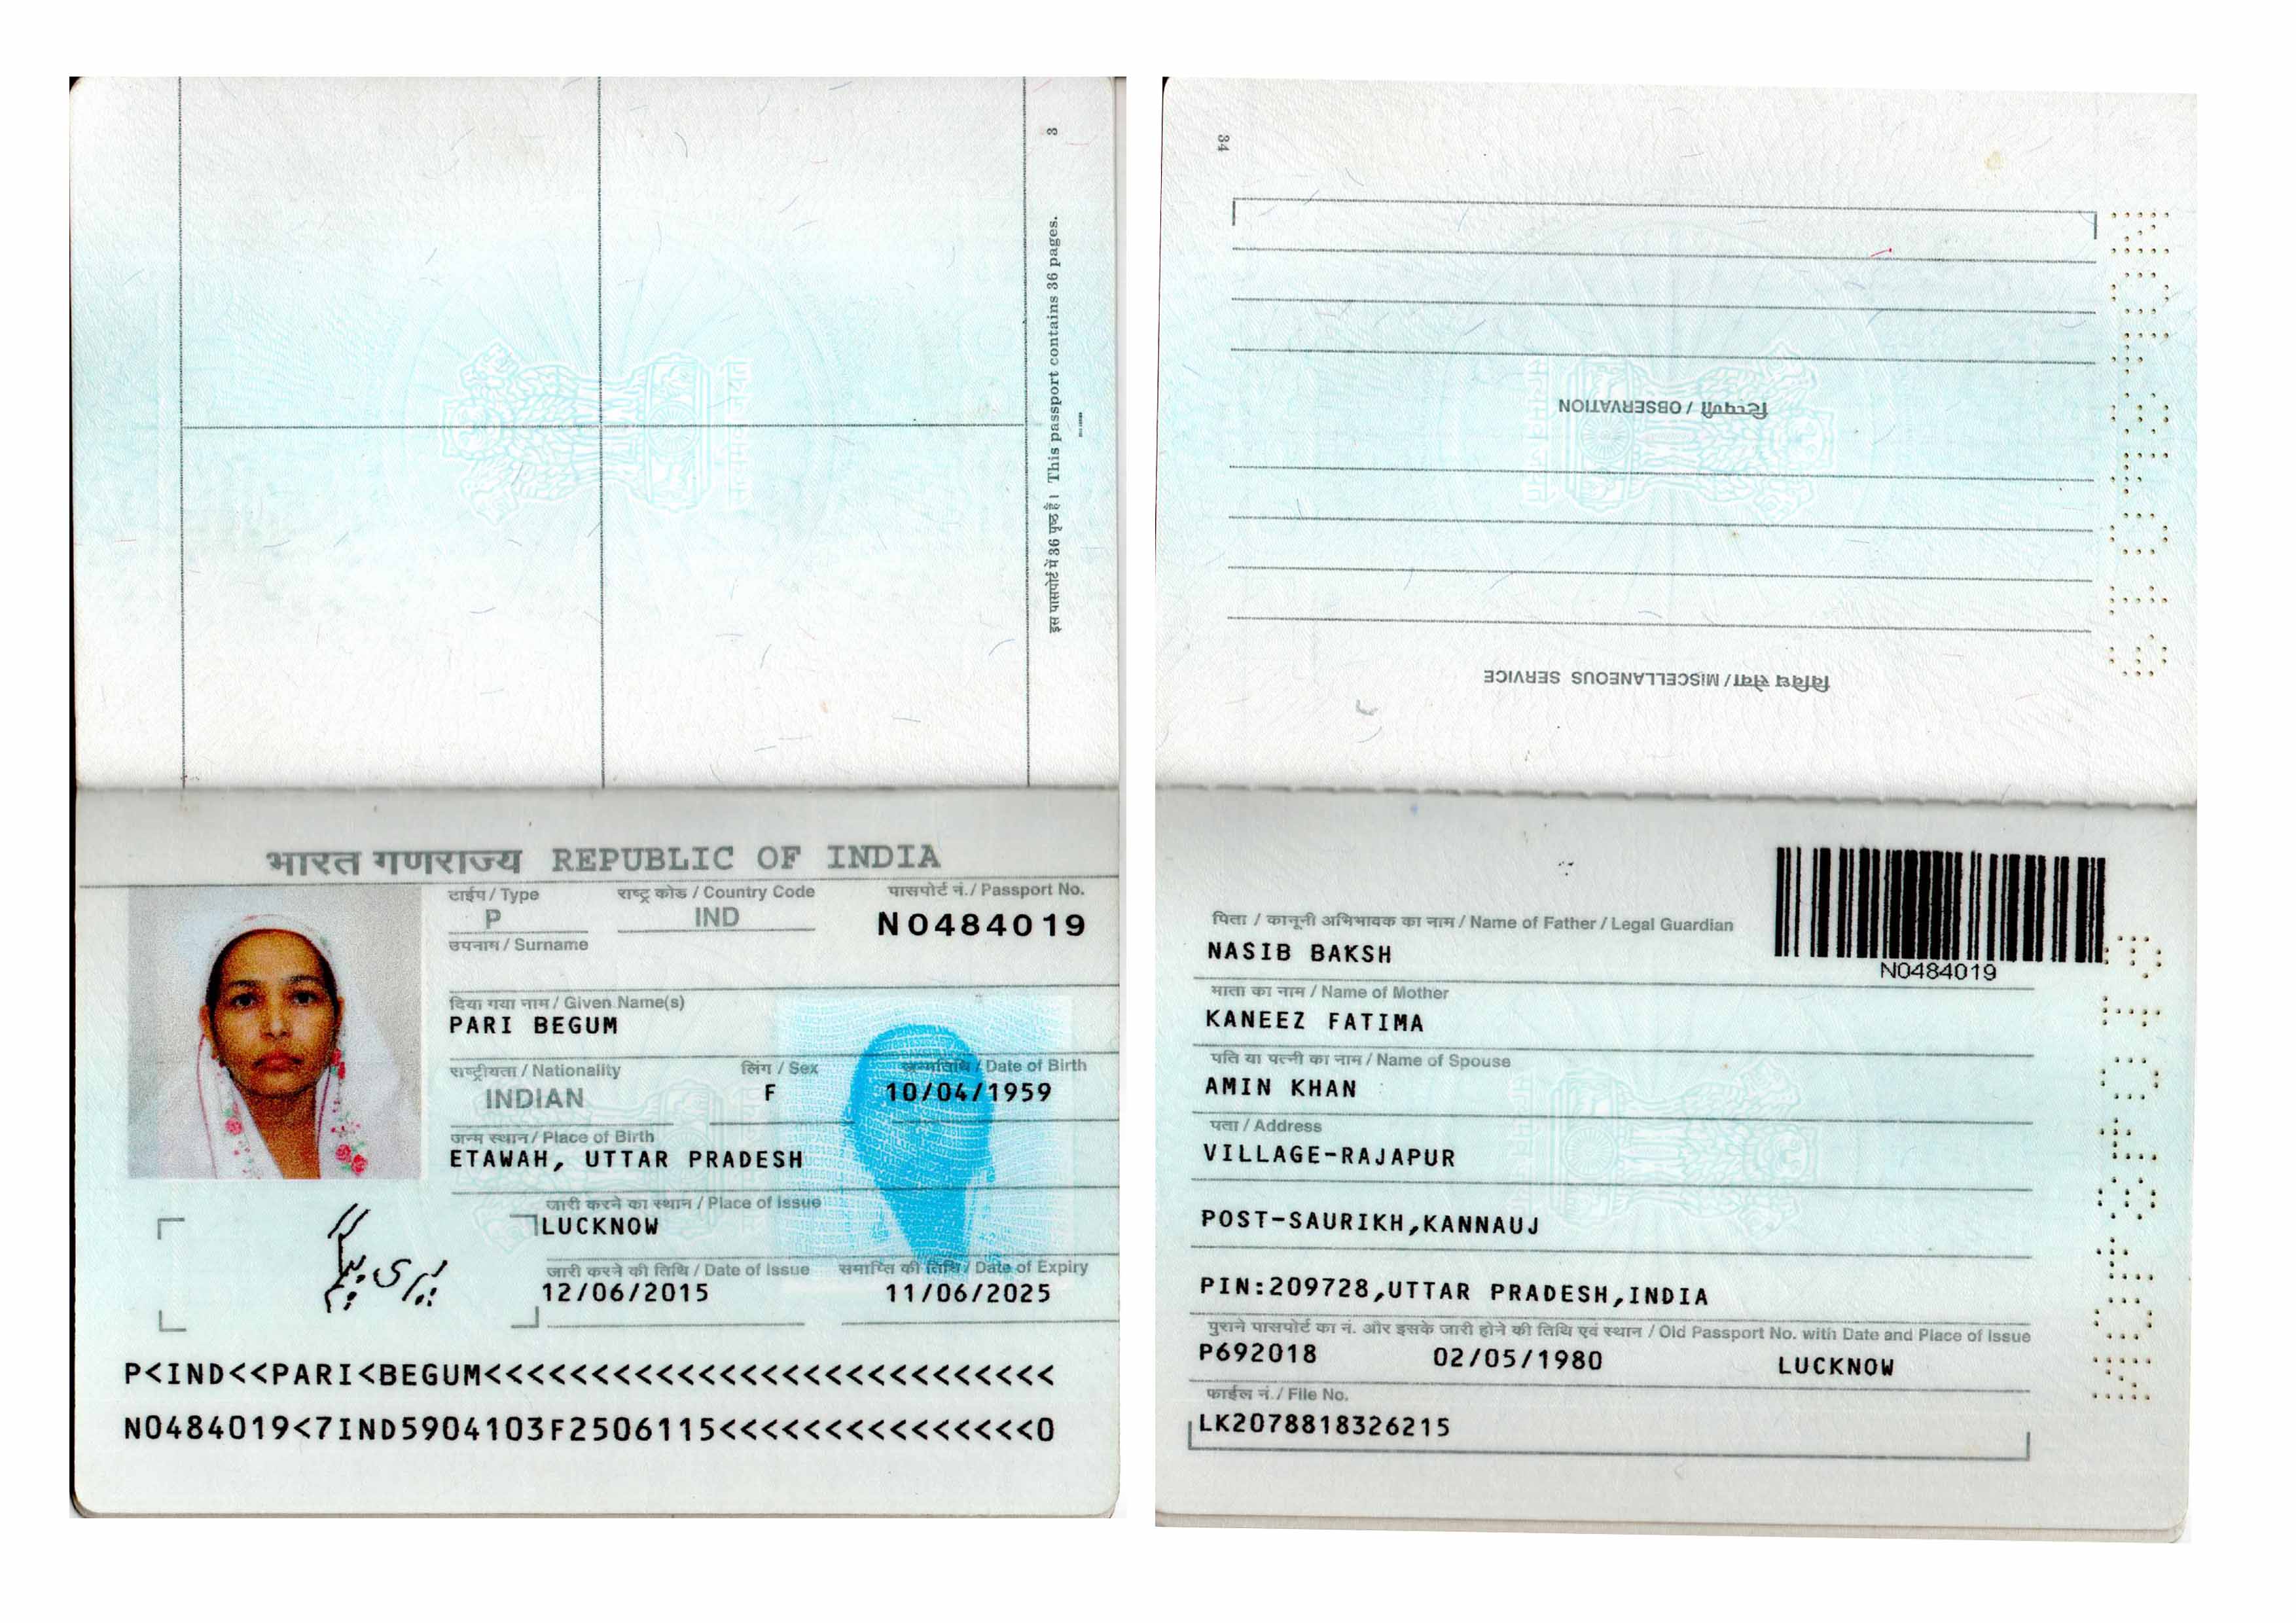 3
इस पासपोर्ट में 36 पृष्ठ हैं। This passport contains 36 pages.
भारत गणराज्य REPUBLIC OF INDIA
टाईप / Type
राष्ट्र कोड / Country Code
पासपोर्ट नं. / Passport No.
P
IND
N0484019
उपनाम / Surname
दिया गया नाम / Given Name(s)
PARI BEGUM
राष्ट्रीयता / Nationality
लिंग / Sex
जन्मतिथि / Date of Birth
INDIAN
F
10/04/1959
जन्म स्थान / Place of Birth
ETAWAH, UTTAR PRADESH
जारी करने का स्थान / Place of Issue
LUCKNOW
जारी करने की तिथि / Date of Issue
समाप्ति की तिथि / Date of Expiry
12/06/2015
11/06/2025
P<IND<<PARI<BEGUM<<<<<<<<<<<<<<<<<<<<<<<<<<<
N0484019<7IND5904103F2506115<<<<<<<<<<<<<<<0
34
टिप्पणी / OBSERVATION
विविध सेवा / MISCELLANEOUS SERVICE
N0484019
पिता / कानूनी अभिभावक का नाम / Name of Father / Legal Guardian
NASIB BAKSH
N0484019
माता का नाम / Name of Mother
KANEEZ FATIMA
पति या पत्नी का नाम / Name of Spouse
AMIN KHAN
पता / Address
VILLAGE-RAJAPUR
POST-SAURIKH,KANNAUJ
PIN:209728,UTTAR PRADESH,INDIA
पुराने पासपोर्ट का नं. और इसके जारी होने की तिथि एवं स्थान / Old Passport No. with Date and Place of Issue
P692018
02/05/1980
LUCKNOW
फाईल नं. / File No.
LK2078818326215
N0484019